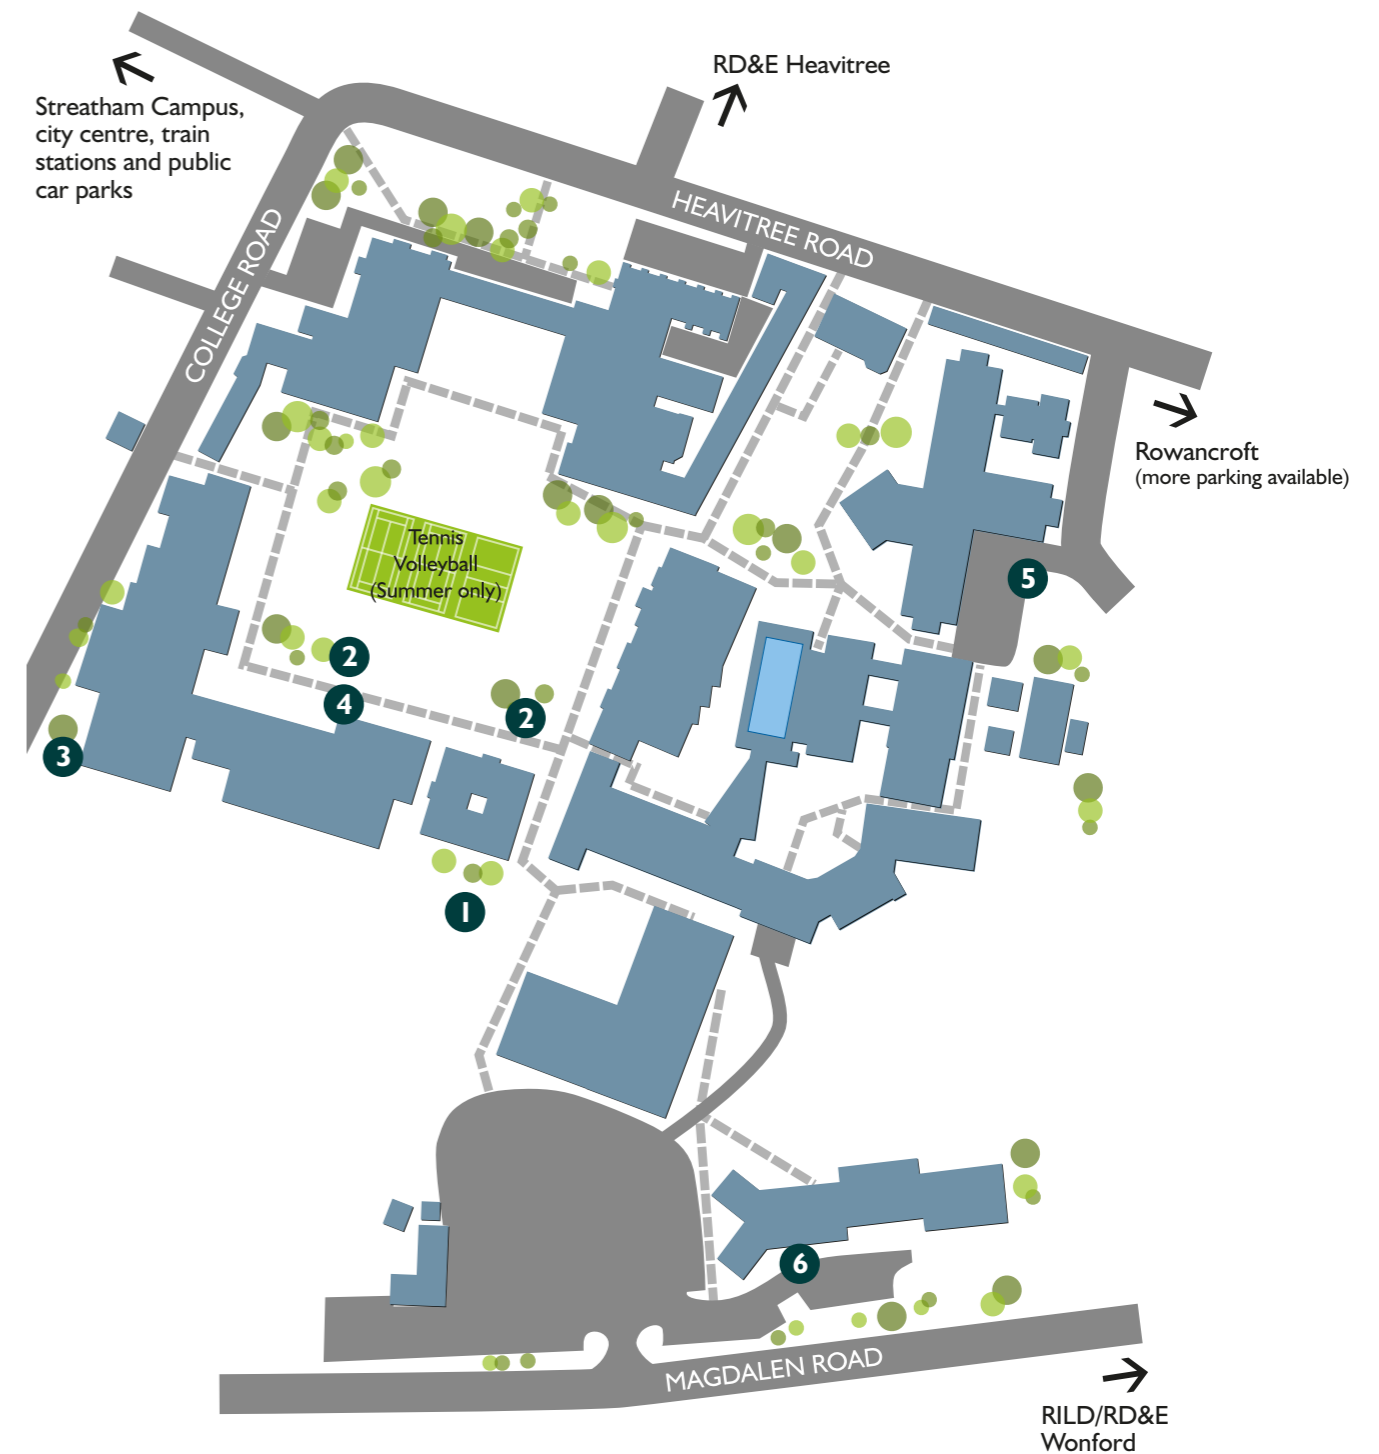 RD&E Heavitree
Streatham Campus,
city centre, train
stations and public
car parks
HEAVITREE ROAD
COLLEGE ROAD
Rowancroft
(more parking available)
Tennis
Volleyball
(Summer only)
5
2
4
2
3
1
6
MAGDALEN ROAD
RILD/RD&E
Wonford